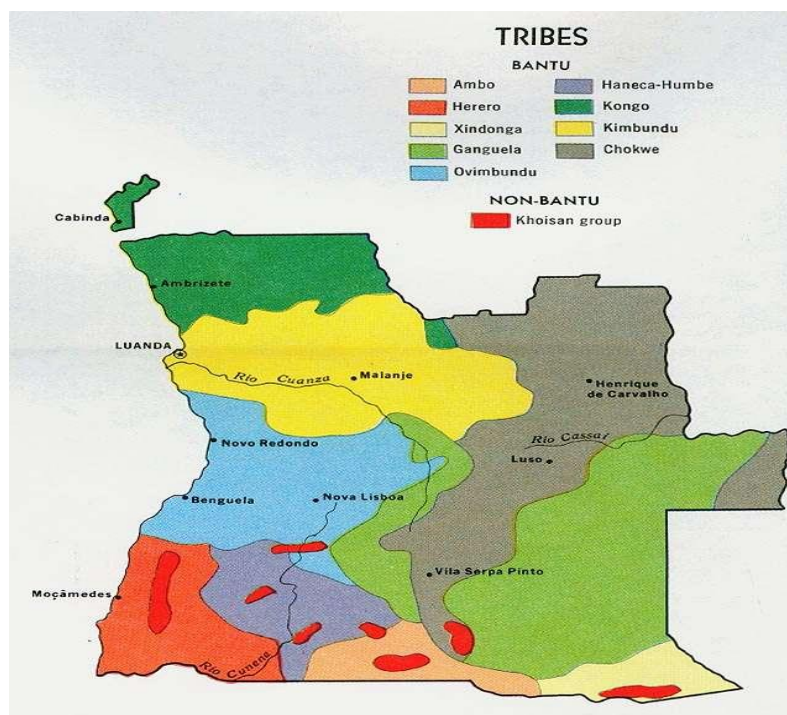 TRIBES
BANTU
Ambo
Herero
Xindonga
Ganguela
Ovimbundu
Haneca-Humbe
Kongo
Kimbundu
Chokwe
NON-BANTU
Khoisan group
Cabinda
Ambrizete
LUANDA
Rio Cuanza
Malanje
Henrique
de Carvalho
Novo Redondo
Rio Cassai
Luso
Benguela
Nova Lisboa
Vila Serpa Pinto
Moçâmedes
Rio Cunene